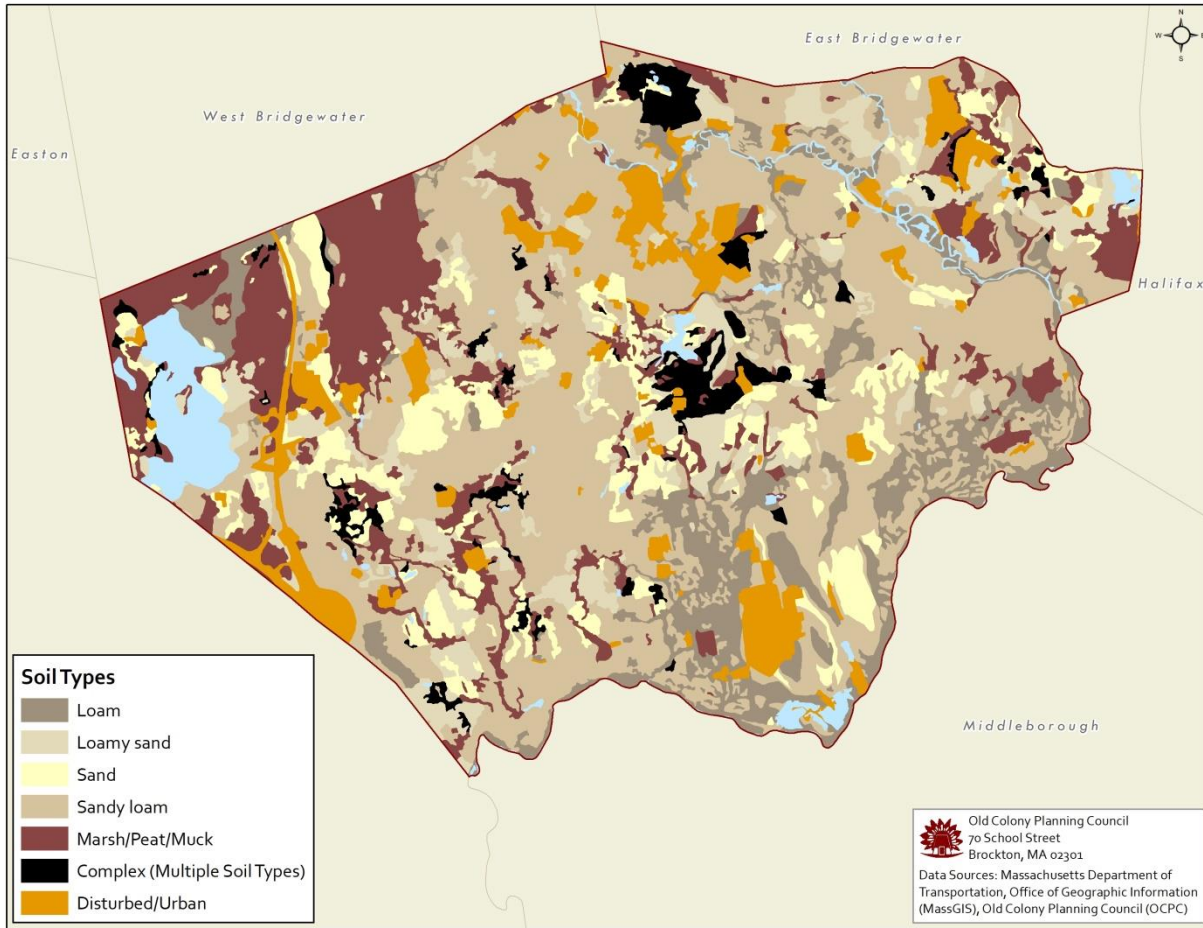 East Bridgewater
N
W
E
S
West Bridgewater
Easton
Halifax
Middleborough
Soil Types
Loam
Loamy sand
Sand
Sandy loam
Marsh/Peat/Muck
Complex (Multiple Soil Types)
Disturbed/Urban
Old Colony Planning Council
70 School Street
Brockton, MA 02301
Data Sources: Massachusetts Department of
Transportation, Office of Geographic Information
(MassGIS), Old Colony Planning Council (OCPC)